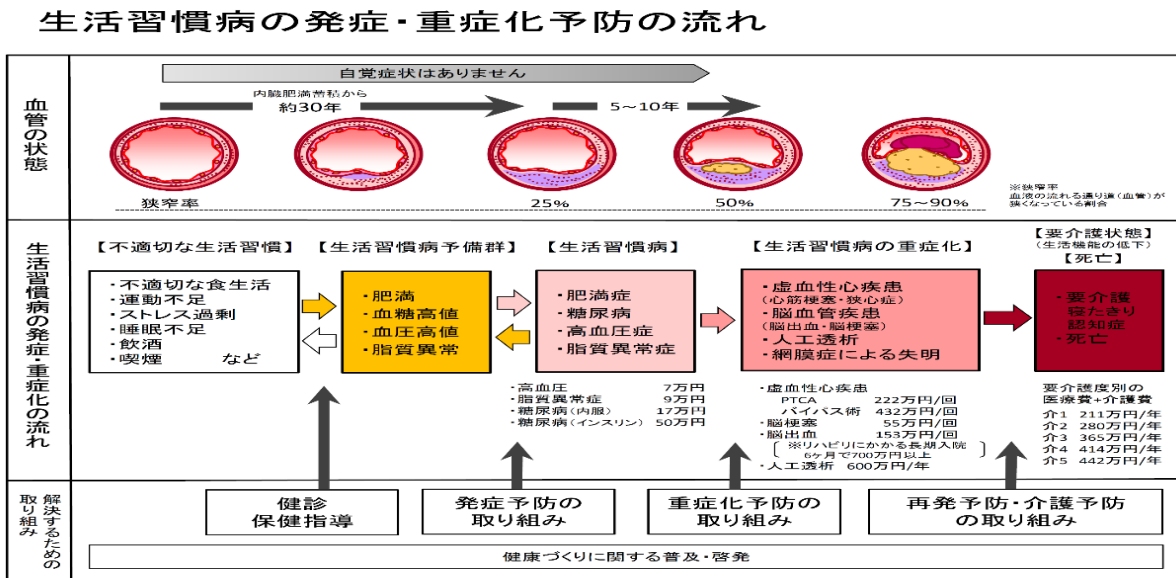 生活習慣病の発症・重症化予防の流れ
血管の状態
自覚症状はありません
内臓肥満蓄積から
約30年
5～10年
狭窄率
25%
50%
75～90%
※狭窄率
血液の流れる通り道(血管)が
狭くなっている割合
生活習慣病の発症・重症化の流れ
【不適切な生活習慣】
・不適切な食生活
・運動不足
・ストレス過剰
・睡眠不足
・飲酒
・喫煙　など
【生活習慣病予備群】
・肥満
・血糖高値
・血圧高値
・脂質異常
【生活習慣病】
・肥満症
・糖尿病
・高血圧症
・脂質異常症
・高血圧　7万円
・脂質異常症　9万円
・糖尿病(内服)　17万円
・糖尿病(インスリン)　50万円
【生活習慣病の重症化】
・虚血性心疾患
(心筋梗塞・狭心症)
・脳血管疾患
(脳出血・脳梗塞)
・人工透析
・網膜症による失明
・虚血性心疾患
PTCA　222万円/回
バイパス術　432万円/回
・脳梗塞　55万円/回
・脳出血　153万円/回
※リハビリにかかる長期入院
6ヶ月で700万円以上
・人工透析　600万円/年
【要介護状態】
(生活機能の低下)
【死亡】
・要介護
寝たきり
認知症
・死亡
要介護度別の
医療費+介護費
介1　211万円/年
介2　280万円/年
介3　365万円/年
介4　414万円/年
介5　442万円/年
解決するための
取り組み
健診
保健指導
発症予防の
取り組み
重症化予防の
取り組み
再発予防・介護予防
の取り組み
健康づくりに関する普及・啓発